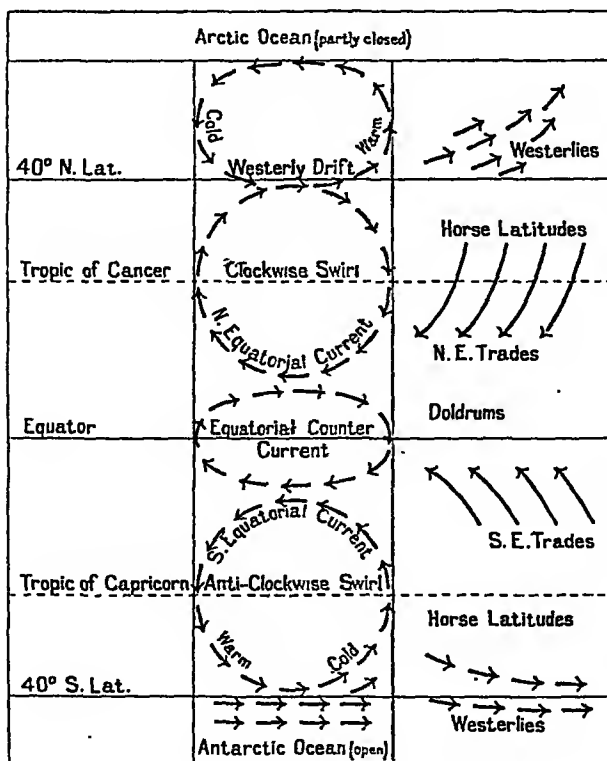 Arctic Ocean (partly closed)
Cold
Warm
Westerlies
40° N. Lat.
Westerly Drift
Horse Latitudes
Tropic of Cancer
Clockwise Swirl
N. Equatorial Current
N. E. Trades
Equator
Equatorial Counter
Current
Doldrums
S. Equatorial Current
S. E. Trades
Tropic of Capricorn
Anti-Clockwise Swirl
Horse Latitudes
Warm
Cold
40° S. Lat.
Westerlies
Antarctic Ocean (open)